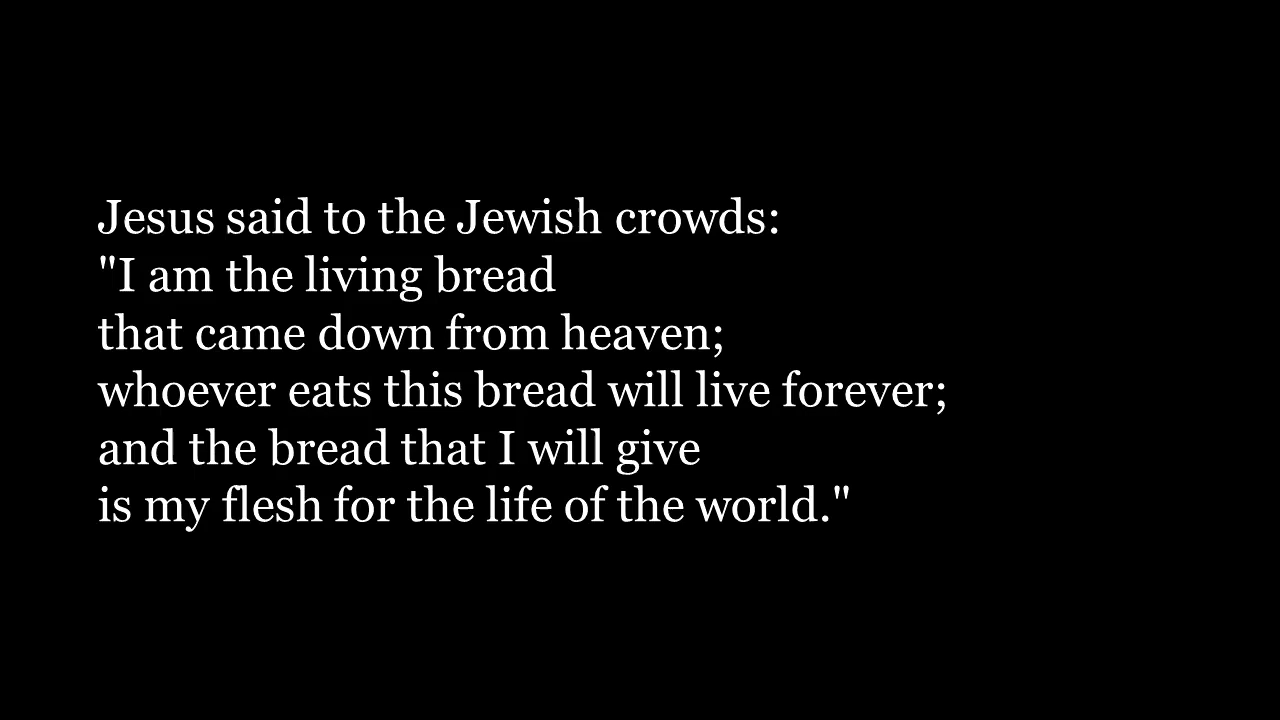 Jesus said to the Jewish crowds:
"I am the living bread
that came down from heaven;
whoever eats this bread will live forever;
and the bread that I will give
is my flesh for the life of the world."